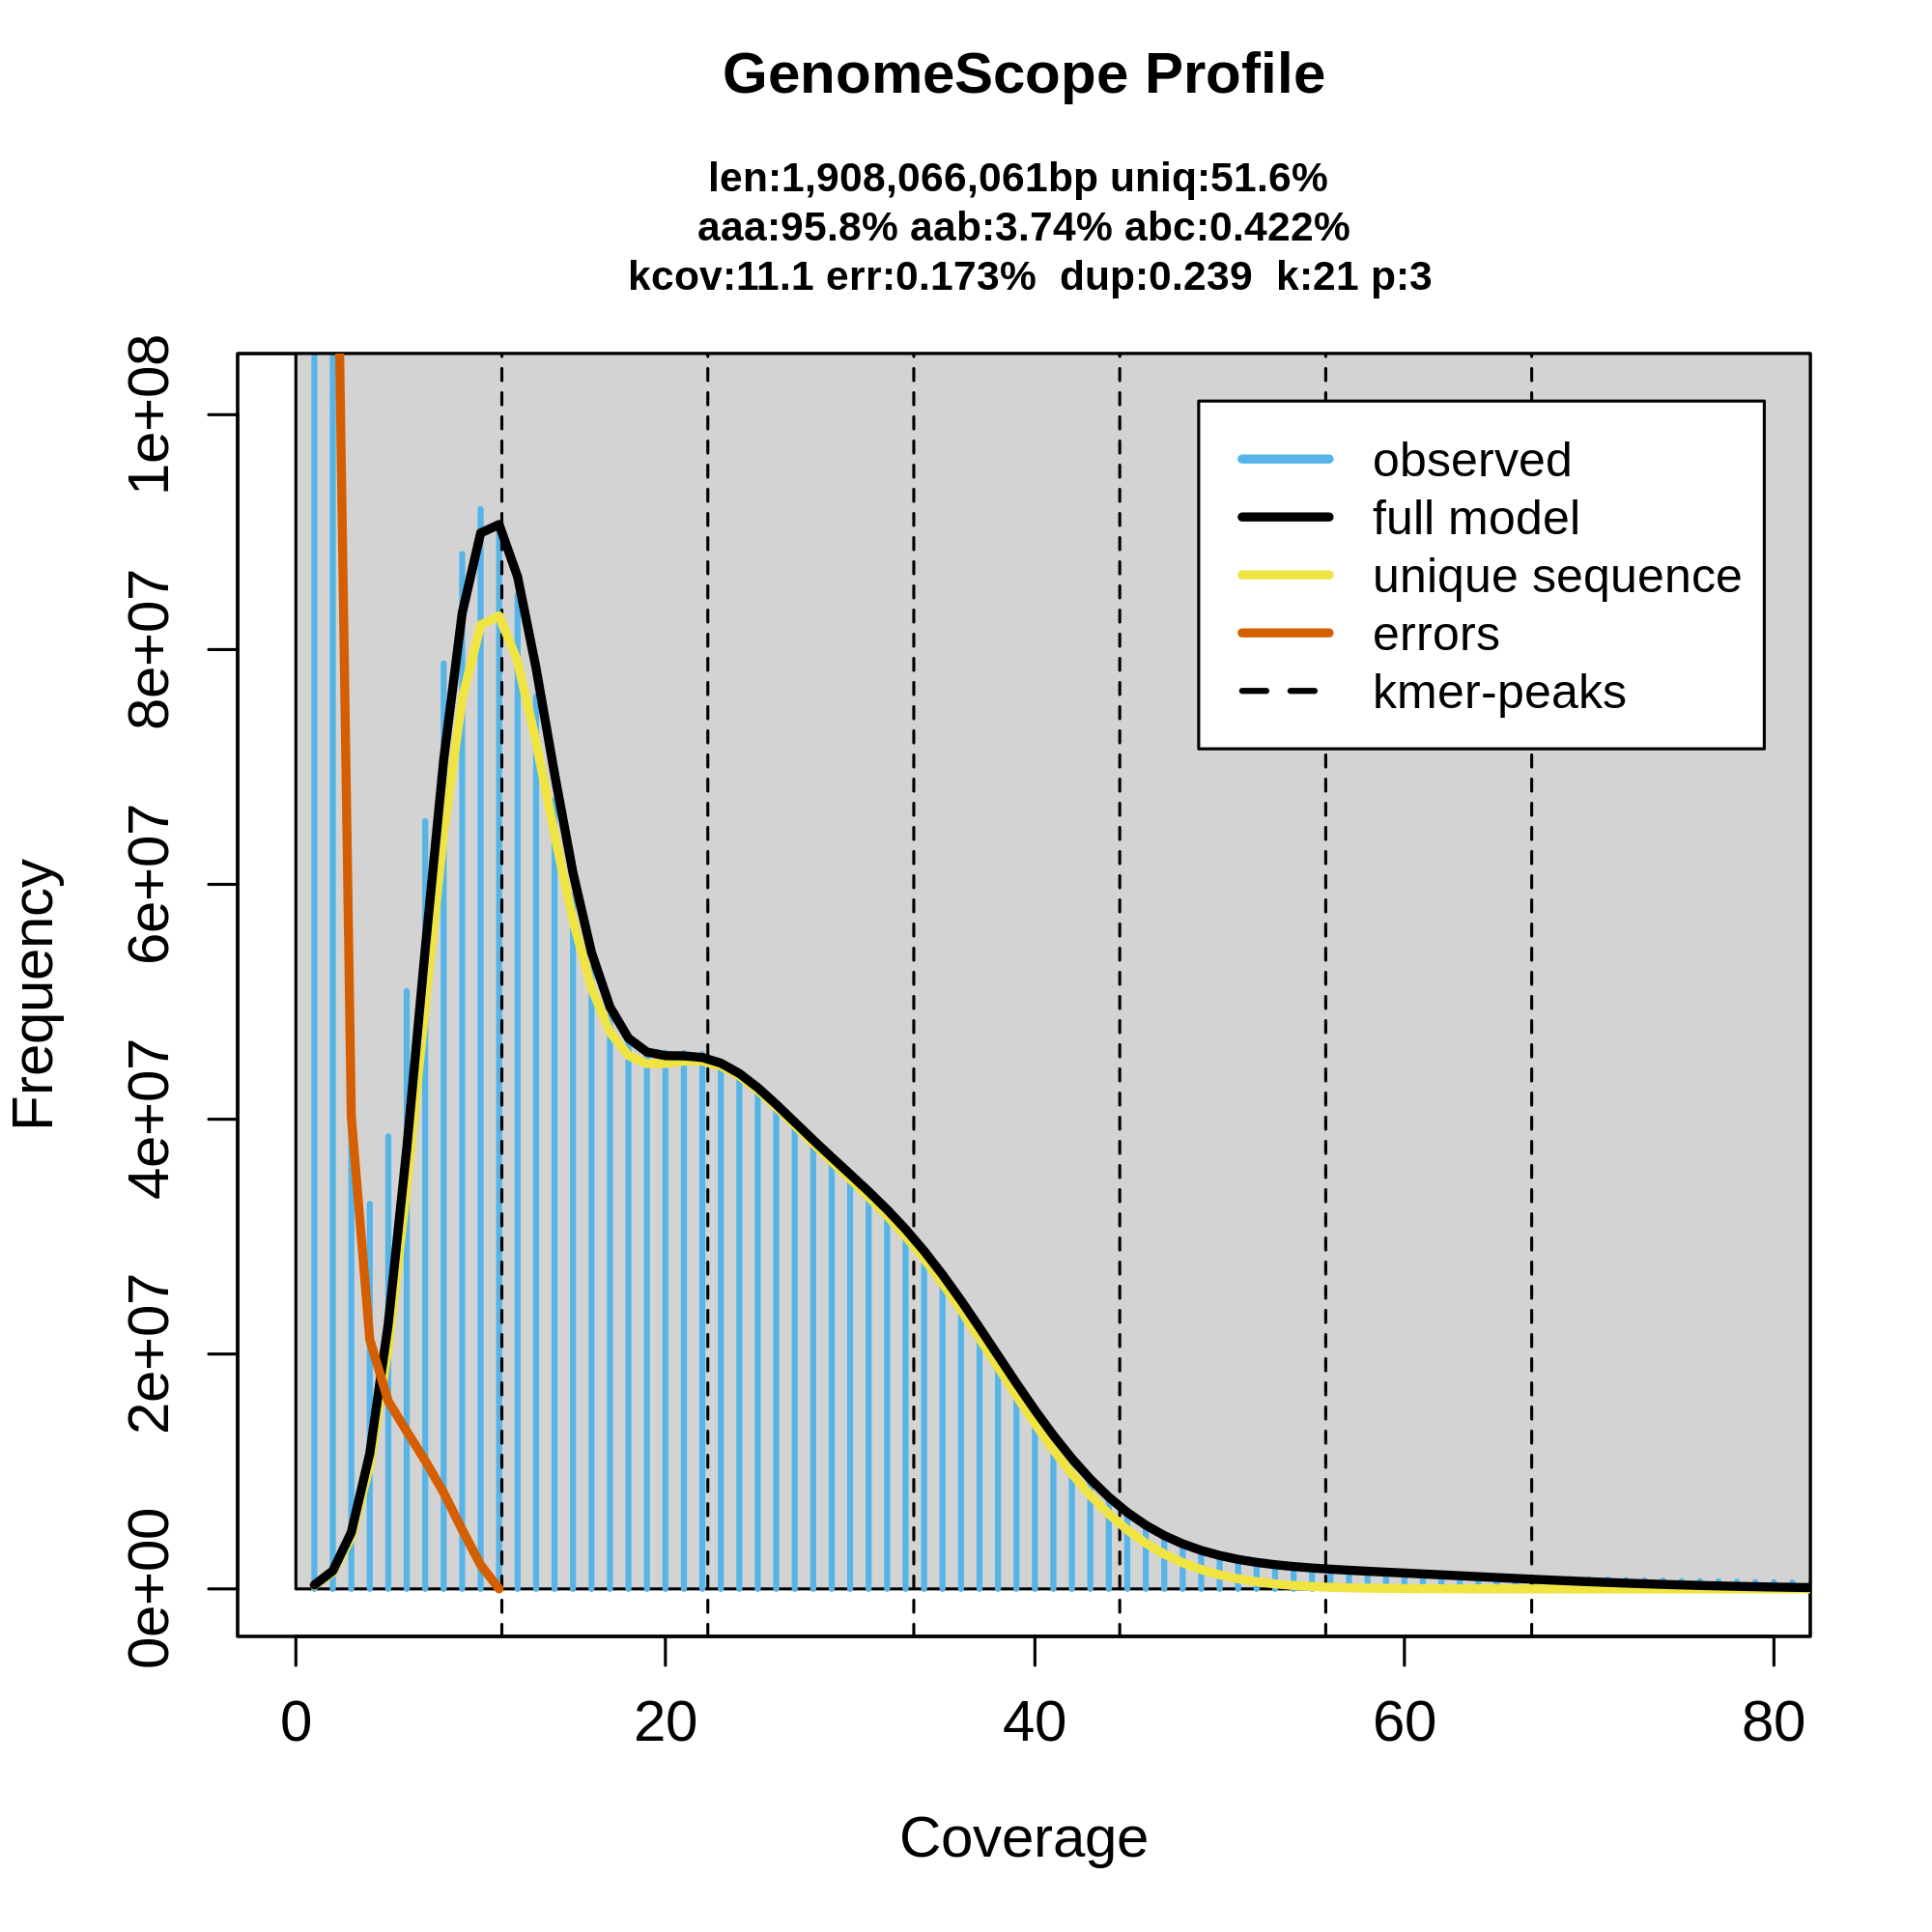 GenomeScope Profile
len:1,908,066,061bp uniq:51.6%
aaa:95.8% aab:3.74% abc:0.422%
kcov:11.1 err:0.173%  dup:0.239  k:21 p:3
observed
full model
unique sequence
errors
kmer-peaks
Frequency
1e+08
8e+07
6e+07
4e+07
2e+07
0e+00
0 20 40 60 80
Coverage